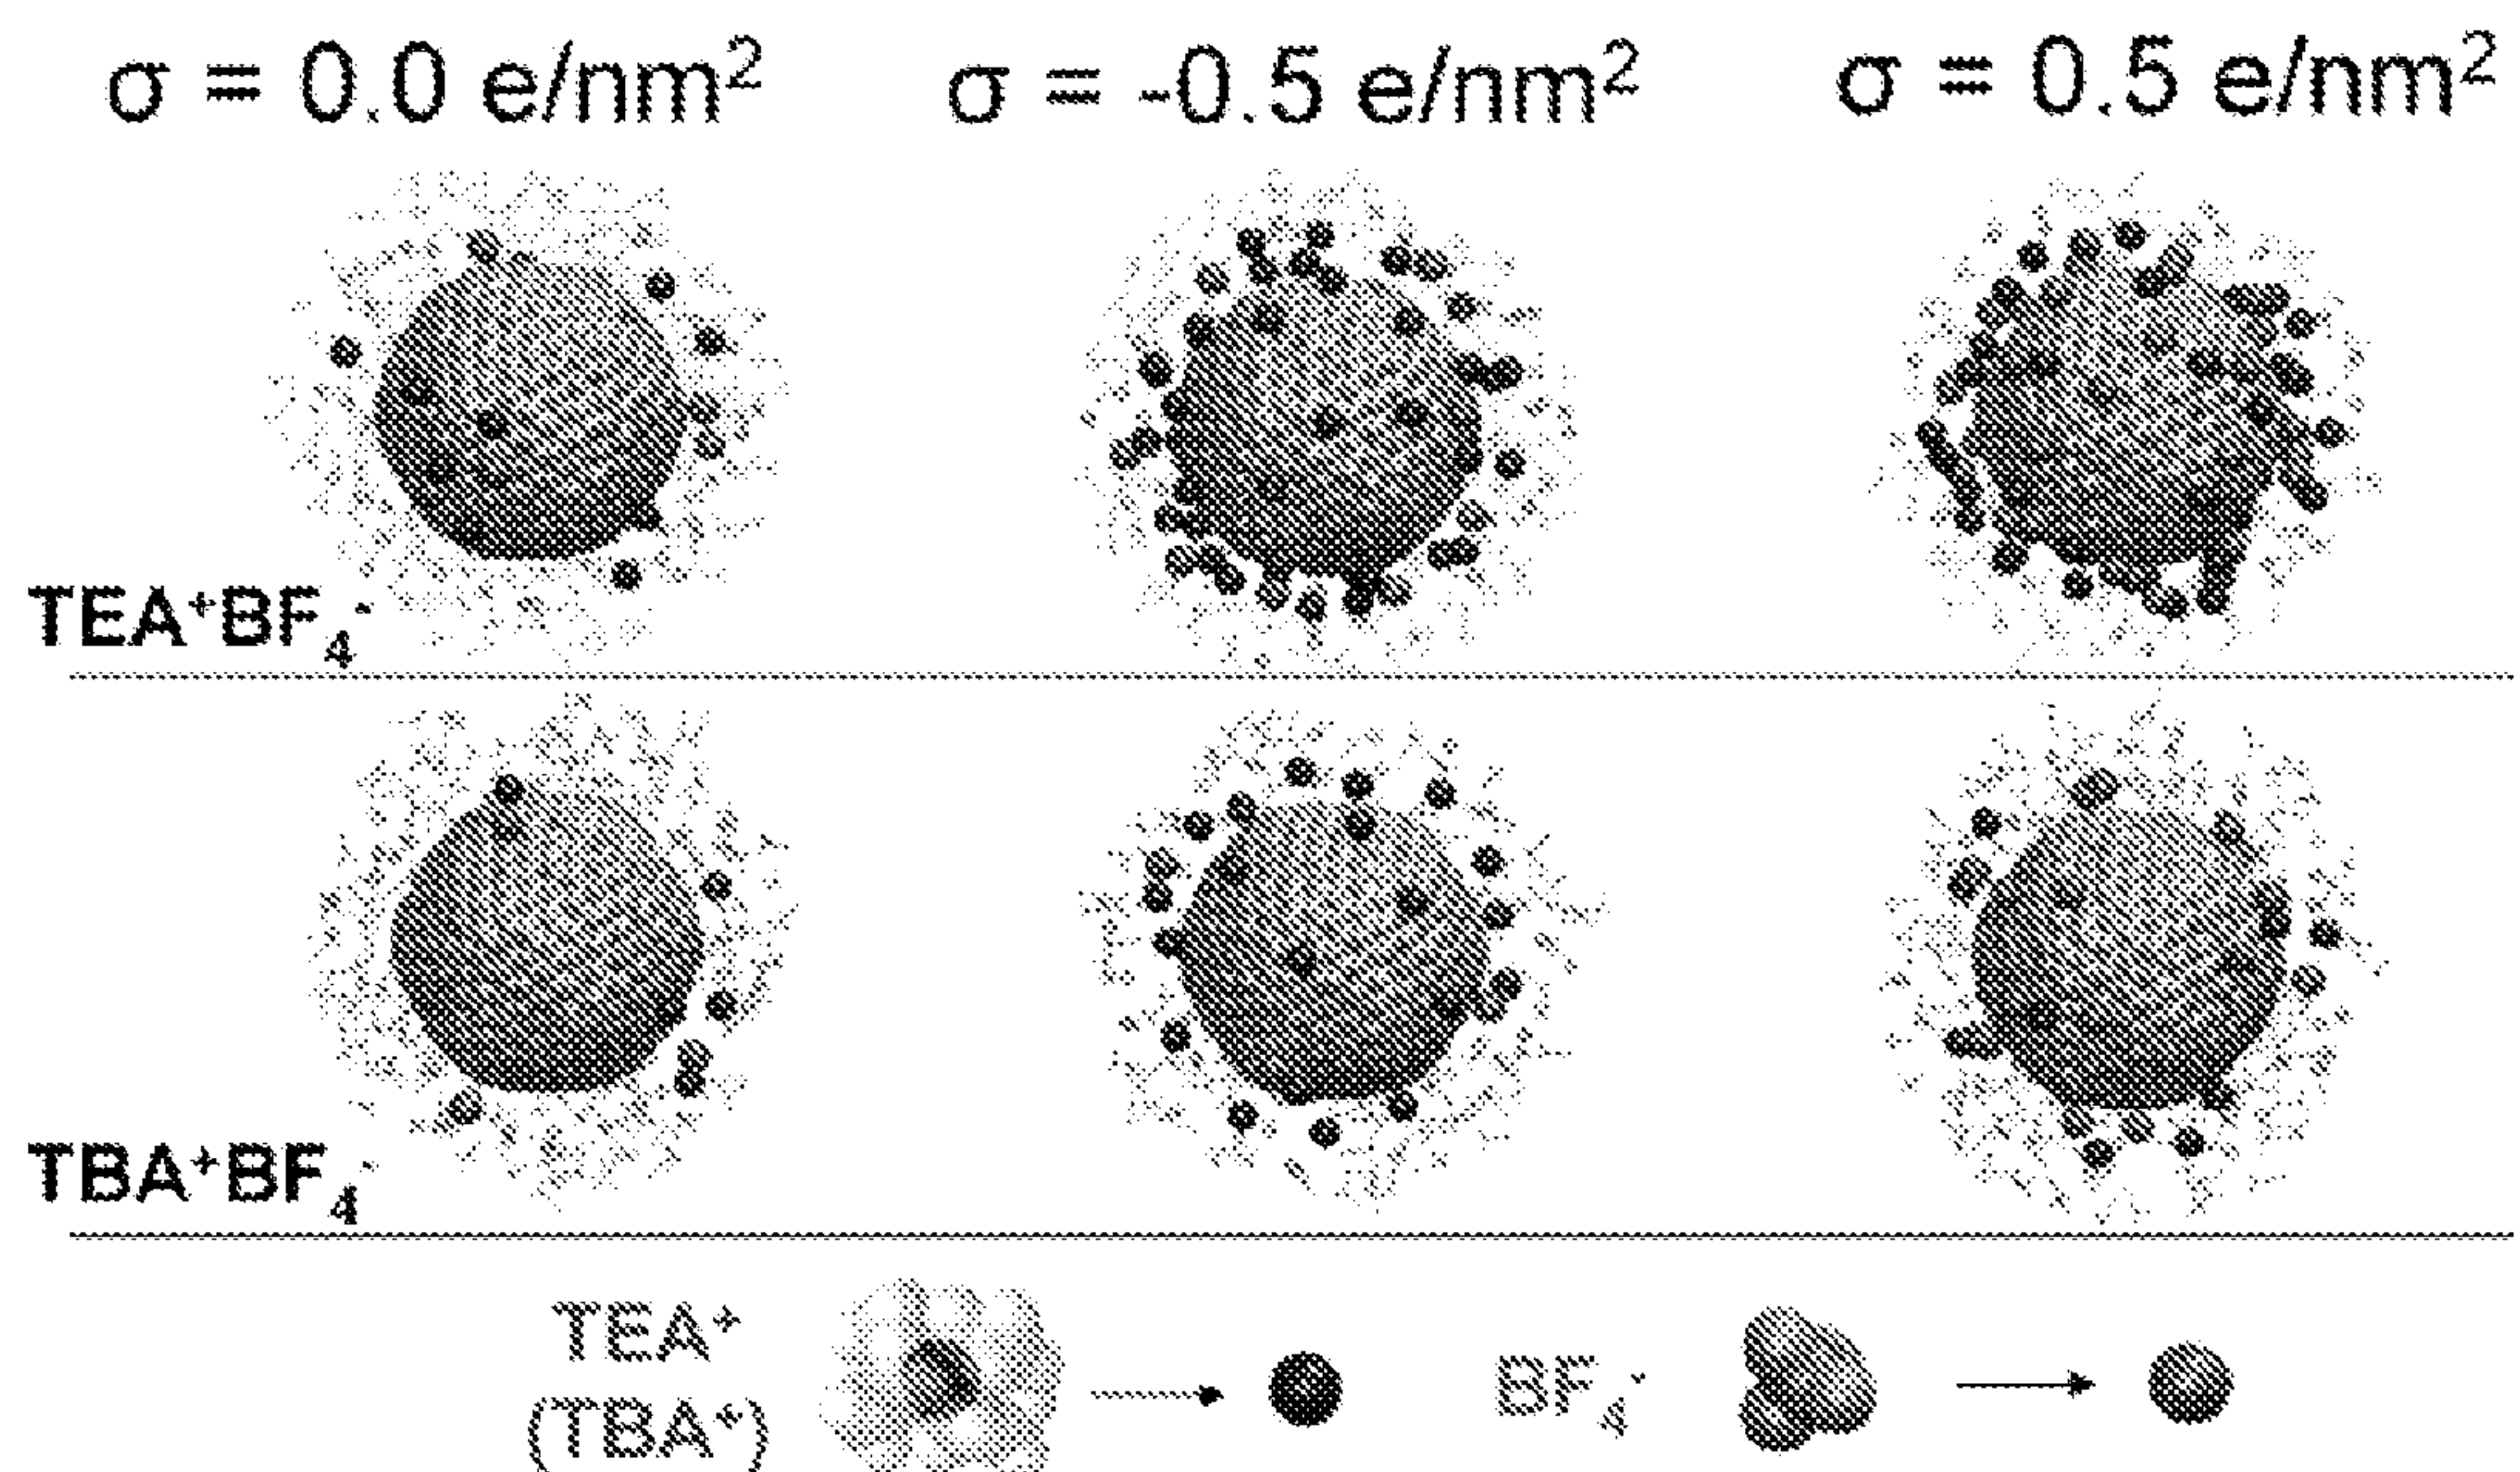 σ = 0.0 e/nm² σ = -0.5 e/nm² σ = 0.5 e/nm²
TEA⁺BF₄⁻
TBA⁺BF₄⁻
TEA⁺ BF₄⁻
(TBA⁺)